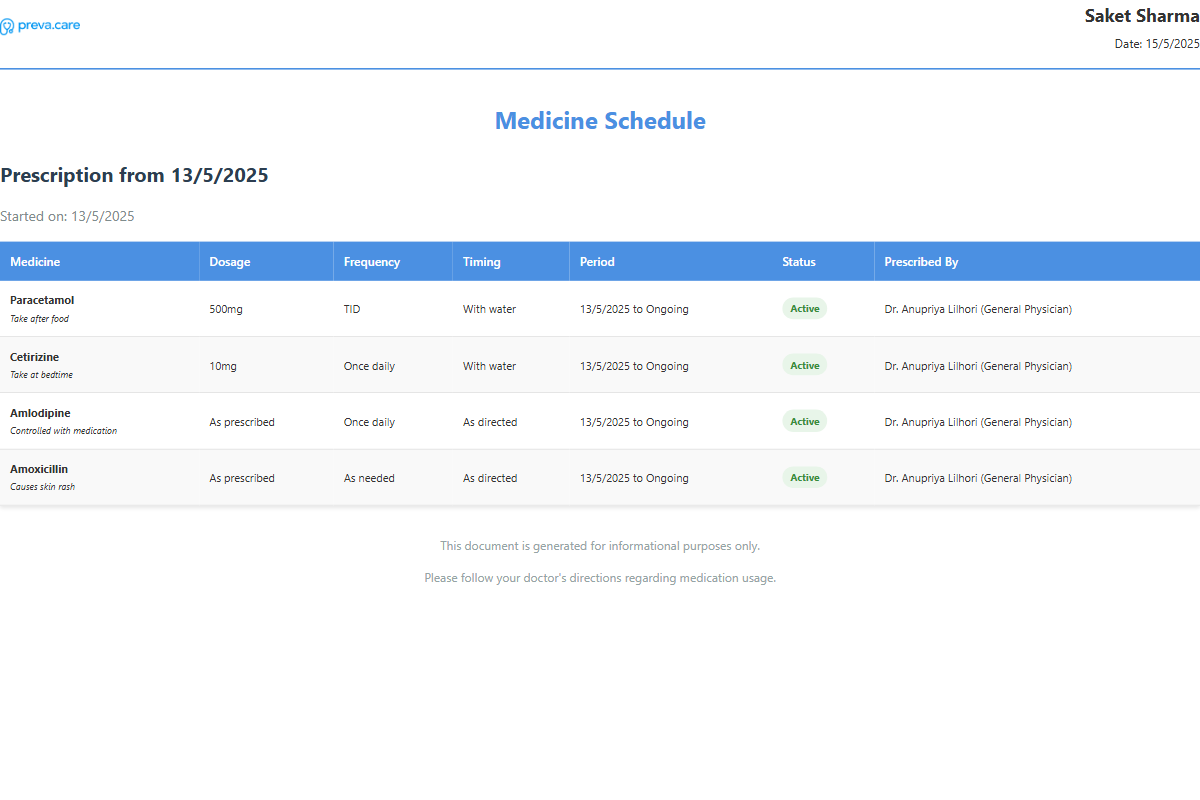 preva.care
Saket Sharma
Date: 15/5/2025
Medicine Schedule
Prescription from 13/5/2025
Started on: 13/5/2025
Medicine Dosage Frequency Timing Period Status Prescribed By
Paracetamol
Take after food
500mg TID With water 13/5/2025 to Ongoing Active Dr. Anupriya Lilhori (General Physician)
Cetirizine
Take at bedtime
10mg Once daily With water 13/5/2025 to Ongoing Active Dr. Anupriya Lilhori (General Physician)
Amlodipine
Controlled with medication
As prescribed Once daily As directed 13/5/2025 to Ongoing Active Dr. Anupriya Lilhori (General Physician)
Amoxicillin
Causes skin rash
As prescribed As needed As directed 13/5/2025 to Ongoing Active Dr. Anupriya Lilhori (General Physician)
This document is generated for informational purposes only.
Please follow your doctor's directions regarding medication usage.